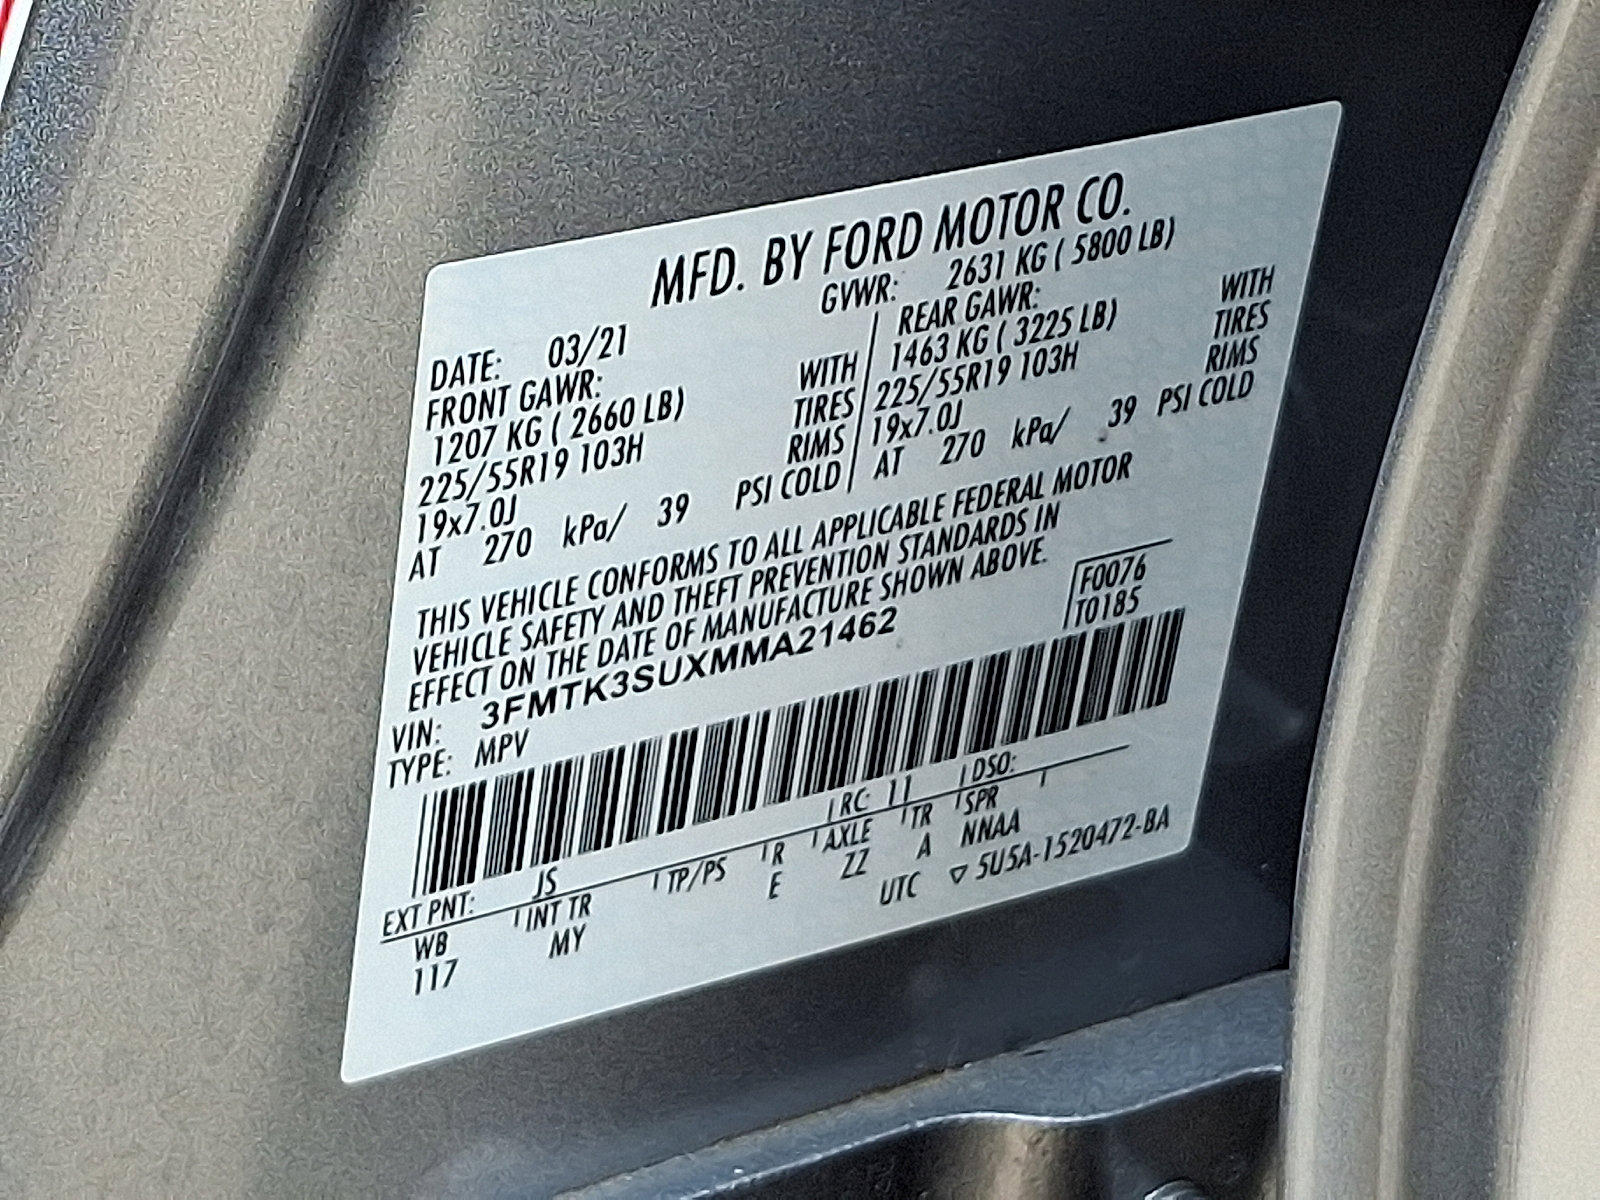 MFD. BY FORD MOTOR CO.
DATE: 03/21 GVWR: 2631 KG ( 5800 LB)
FRONT GAWR: REAR GAWR:
1207 KG ( 2660 LB) WITH 1463 KG ( 3225 LB) WITH
225/55R19 103H TIRES 225/55R19 103H TIRES
19x7.0J RIMS 19x7.0J RIMS
AT 270 kPa/ 39 PSI COLD AT 270 kPa/ 39 PSI COLD
THIS VEHICLE CONFORMS TO ALL APPLICABLE FEDERAL MOTOR
VEHICLE SAFETY AND THEFT PREVENTION STANDARDS IN
EFFECT ON THE DATE OF MANUFACTURE SHOWN ABOVE.
VIN: 3FMTK3SUXMMA21462 F0076
TYPE: MPV T0185
EXT PNT: JS RC: 11 DSO:
WB INT TR TP/PS R AXLE TR SPR
117 MY E ZZ A NNAA
UTC ▽ 5U5A-1520472-BA